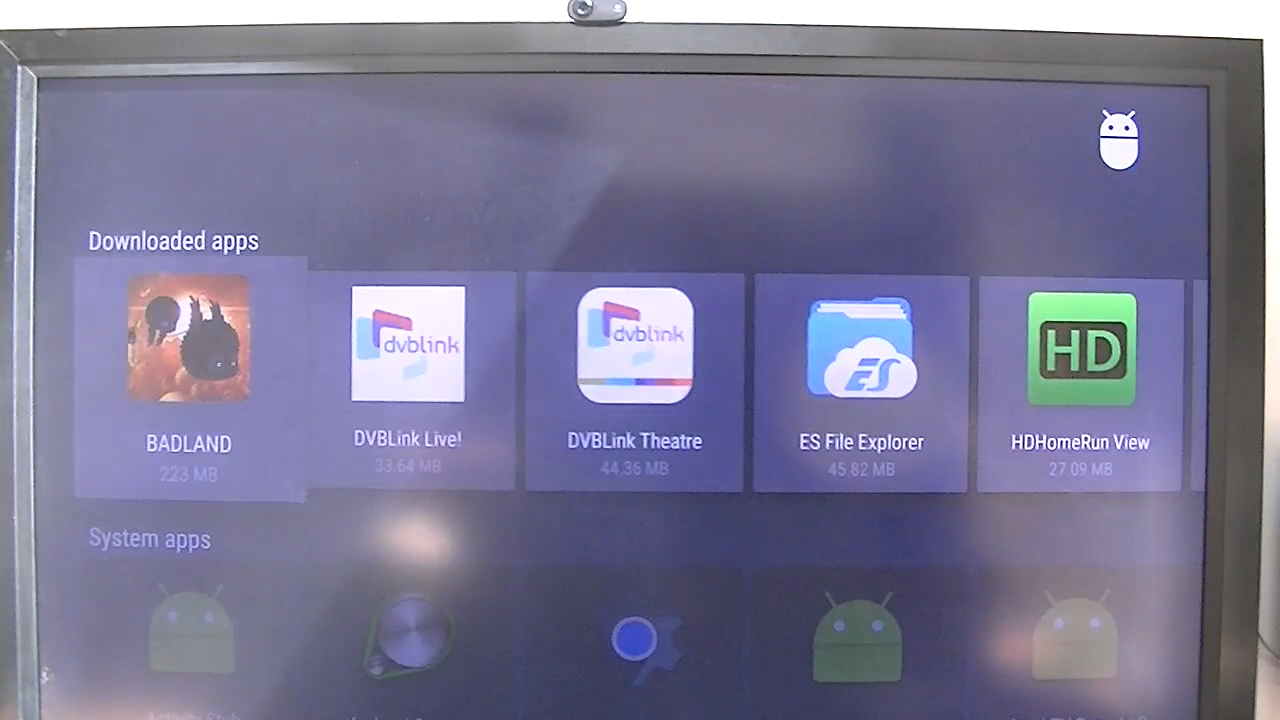 Downloaded apps
dvblink
dvblink
ES
HD
BADLAND
DVBLink Live!
DVBLink Theatre
ES File Explorer
HDHomeRun View
223 MB
33.64 MB
44.36 MB
45.82 MB
27.09 MB
System apps